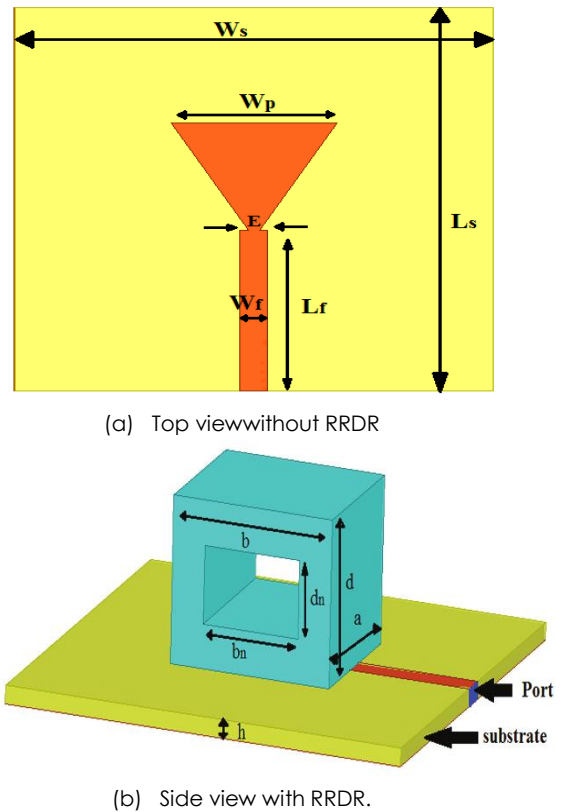 Ws
Wp
E
Ls
Wf
Lf
(a) Top viewwithout RRDR
b
d
dn
a
bn
Port
h
substrate
(b) Side view with RRDR.